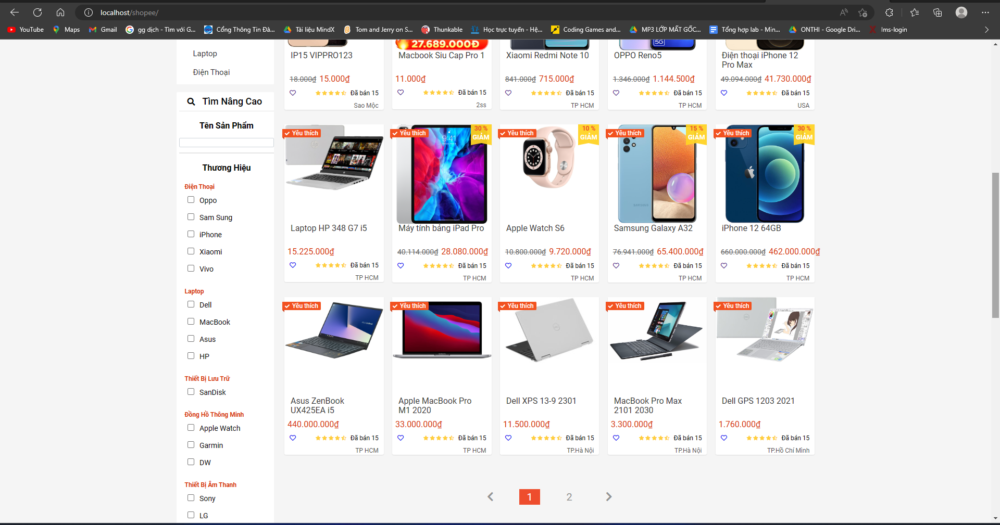 localhost/shopee/
YouTube
Maps
Gmail
gg dịch - Tìm với G...
Cổng Thông Tin Đà...
Tài liệu MindX
Tom and Jerry on S...
Thunkable
Học trực tuyến - Hệ...
Coding Games and...
MP3 LỚP MẤT GỐC...
Tổng hợp lab - Min...
ONTHI - Google Dri...
lms-login
Laptop
Điện Thoại
Tìm Nâng Cao
Tên Sản Phẩm
Thương Hiệu
Điện Thoại
Oppo
Sam Sung
iPhone
Xiaomi
Vivo
Laptop
Dell
MacBook
Asus
HP
Thiết Bị Lưu Trữ
SanDisk
Đồng Hồ Thông Minh
Apple Watch
Garmin
DW
Thiết Bị Âm Thanh
Sony
LG
IP15 VIPPRO123
18.000₫ 15.000₫
Đã bán 15
Sao Mộc
27.689.000Đ
Macbook Siu Cap Pro 1
11.000₫
Đã bán 15
2ss
Xiaomi Redmi Note 10
841.000₫ 715.000₫
Đã bán 15
TP HCM
5G
OPPO Reno5
1.346.000₫ 1.144.500₫
Đã bán 15
TP HCM
Điện thoại iPhone 12
Pro Max
49.094.000₫ 41.730.000₫
Đã bán 15
USA
Yêu thích
Laptop HP 348 G7 i5
15.225.000₫
Đã bán 15
TP HCM
Yêu thích
30 %
GIẢM
9:41
Máy tính bảng iPad Pro
40.114.000₫ 28.080.000₫
Đã bán 15
TP HCM
Yêu thích
10 %
GIẢM
Apple Watch S6
10.800.000₫ 9.720.000₫
Đã bán 15
TP HCM
Yêu thích
15 %
GIẢM
SAMSUNG
Samsung Galaxy A32
76.941.000₫ 65.400.000₫
Đã bán 15
TP HCM
Yêu thích
30 %
GIẢM
iPhone 12 64GB
660.000.000₫ 462.000.000₫
Đã bán 15
TP HCM
Yêu thích
Asus ZenBook
UX425EA i5
440.000.000₫
Đã bán 15
TP HCM
Yêu thích
Apple MacBook Pro
M1 2020
33.000.000₫
Đã bán 15
TP HCM
Yêu thích
Dell XPS 13-9 2301
11.500.000₫
Đã bán 15
TP.Hà Nội
Yêu thích
MacBook Pro Max
2101 2030
3.300.000₫
Đã bán 15
TP.Hà Nội
Yêu thích
Dell GPS 1203 2021
1.760.000₫
Đã bán 15
TP.Hồ Chí Minh
1
2